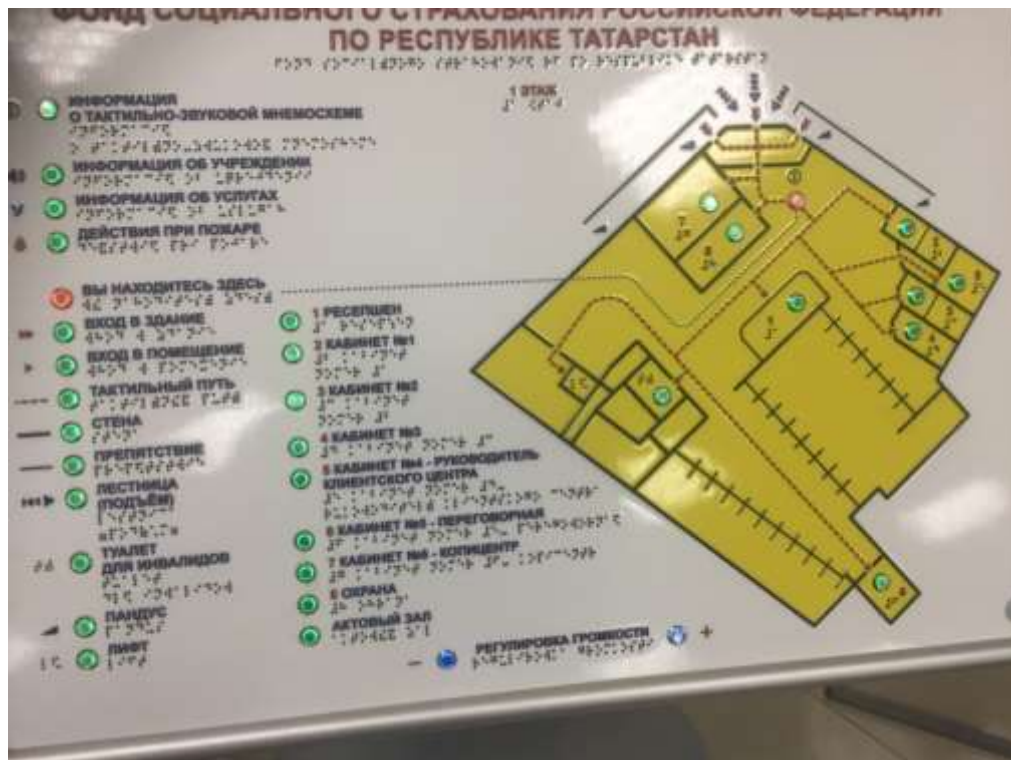 ФОНД СОЦИАЛЬНОГО СТРАХОВАНИЯ РОССИЙСКОЙ ФЕДЕРАЦИИ
ПО РЕСПУБЛИКЕ ТАТАРСТАН
1 ЭТАЖ
ИНФОРМАЦИЯ
О ТАКТИЛЬНО-ЗВУКОВОЙ МНЕМОСХЕМЕ
ИНФОРМАЦИЯ ОБ УЧРЕЖДЕНИИ
ИНФОРМАЦИЯ ОБ УСЛУГАХ
ДЕЙСТВИЯ ПРИ ПОЖАРЕ
ВЫ НАХОДИТЕСЬ ЗДЕСЬ
ВХОД В ЗДАНИЕ
ВХОД В ПОМЕЩЕНИЕ
ТАКТИЛЬНЫЙ ПУТЬ
СТЕНА
ПРЕПЯТСТВИЕ
ЛЕСТНИЦА
(ПОДЪЁМ)
ТУАЛЕТ
ДЛЯ ИНВАЛИДОВ
ПАНДУС
ЛИФТ
1 РЕСЕПШЕН
2 КАБИНЕТ №1
3 КАБИНЕТ №2
4 КАБИНЕТ №3
5 КАБИНЕТ №4 - РУКОВОДИТЕЛЬ
КЛИЕНТСКОГО ЦЕНТРА
6 КАБИНЕТ №5 - ПЕРЕГОВОРНАЯ
7 КАБИНЕТ №6 - КОПИЦЕНТР
8 ОХРАНА
АКТОВЫЙ ЗАЛ
РЕГУЛИРОВКА ГРОМКОСТИ